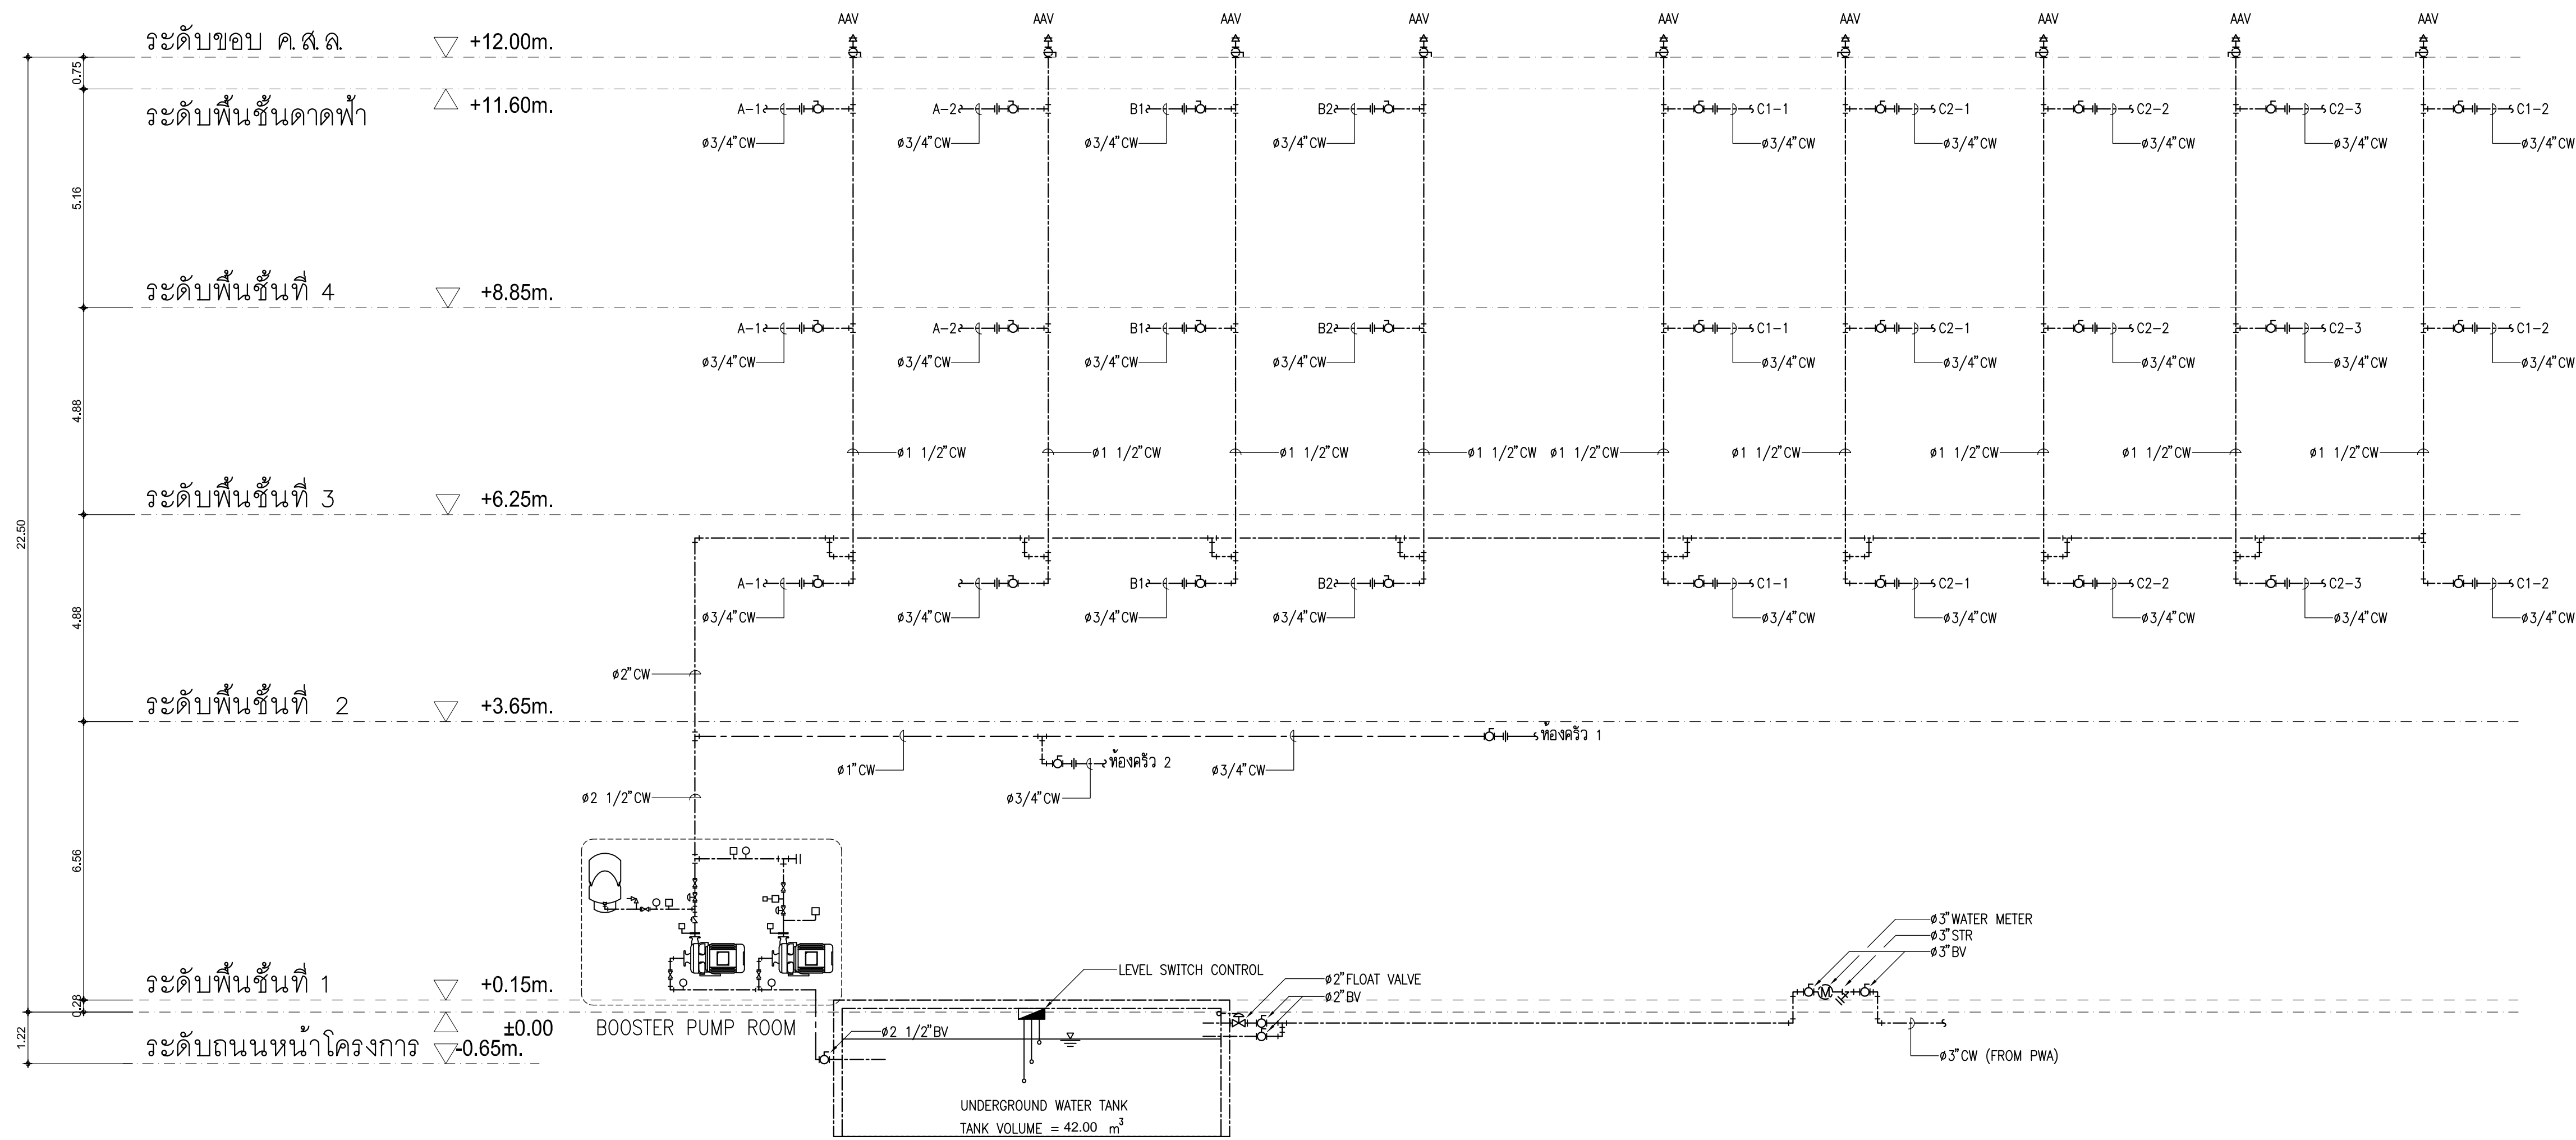 AAV AAV AAV AAV AAV AAV AAV AAV AAV
ระดับขอบ ค.ส.ล. +12.00m.
0.75
ระดับพื้นชั้นดาดฟ้า +11.60m.
A-1 A-2 B1 B2 C1-1 C2-1 C2-2 C2-3 C1-2
ø3/4"CW ø3/4"CW ø3/4"CW ø3/4"CW ø3/4"CW ø3/4"CW ø3/4"CW ø3/4"CW ø3/4"CW
5.16
ระดับพื้นชั้นที่ 4 +8.85m.
A-1 A-2 B1 B2 C1-1 C2-1 C2-2 C2-3 C1-2
ø3/4"CW ø3/4"CW ø3/4"CW ø3/4"CW ø3/4"CW ø3/4"CW ø3/4"CW ø3/4"CW ø3/4"CW
4.88
ø1 1/2"CW ø1 1/2"CW ø1 1/2"CW ø1 1/2"CW ø1 1/2"CW ø1 1/2"CW ø1 1/2"CW ø1 1/2"CW ø1 1/2"CW
ระดับพื้นชั้นที่ 3 +6.25m.
22.50
A-1 B1 B2 C1-1 C2-1 C2-2 C2-3 C1-2
ø3/4"CW ø3/4"CW ø3/4"CW ø3/4"CW ø3/4"CW ø3/4"CW ø3/4"CW ø3/4"CW ø3/4"CW
4.88
ø2"CW
ระดับพื้นชั้นที่ 2 +3.65m.
ห้องครัว 1
ห้องครัว 2
ø1"CW ø3/4"CW
ø2 1/2"CW ø3/4"CW
6.56
ø3"WATER METER
ø3"STR
ø3"BV
LEVEL SWITCH CONTROL
ø2"FLOAT VALVE
ระดับพื้นชั้นที่ 1 +0.15m.
ø2"BV
0.28
±0.00 BOOSTER PUMP ROOM
ø2 1/2"BV
1.22
ระดับถนนหน้าโครงการ -0.65m.
ø3"CW (FROM PWA)
UNDERGROUND WATER TANK
TANK VOLUME = 42.00 m³